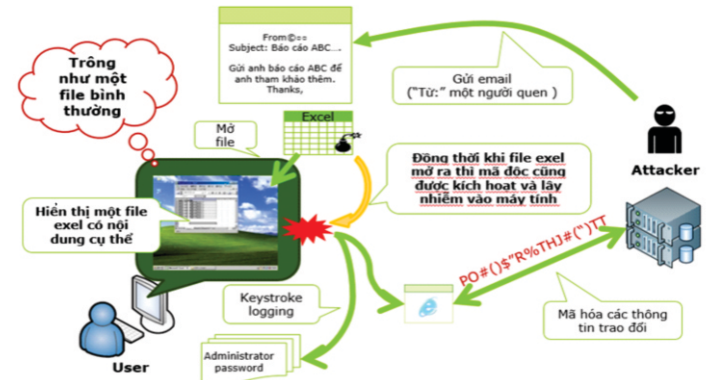 From©==
Subject: Báo cáo ABC....
Gửi anh báo cáo ABC để
anh tham khảo thêm.
Thanks,
Trông
như một
file bình
thường
Gửi email
("Từ:" một người quen )
Excel
Mở
file
Attacker
Đồng thời khi file exel
mở ra thì mã độc cũng
được kích hoạt và lây
nhiễm vào máy tính
Hiển thị một file
exel có nội
dung cụ thể
PO#()$"R%THJ#(")TT
Keystroke
logging
Mã hóa các thông
tin trao đổi
Administrator
password
User